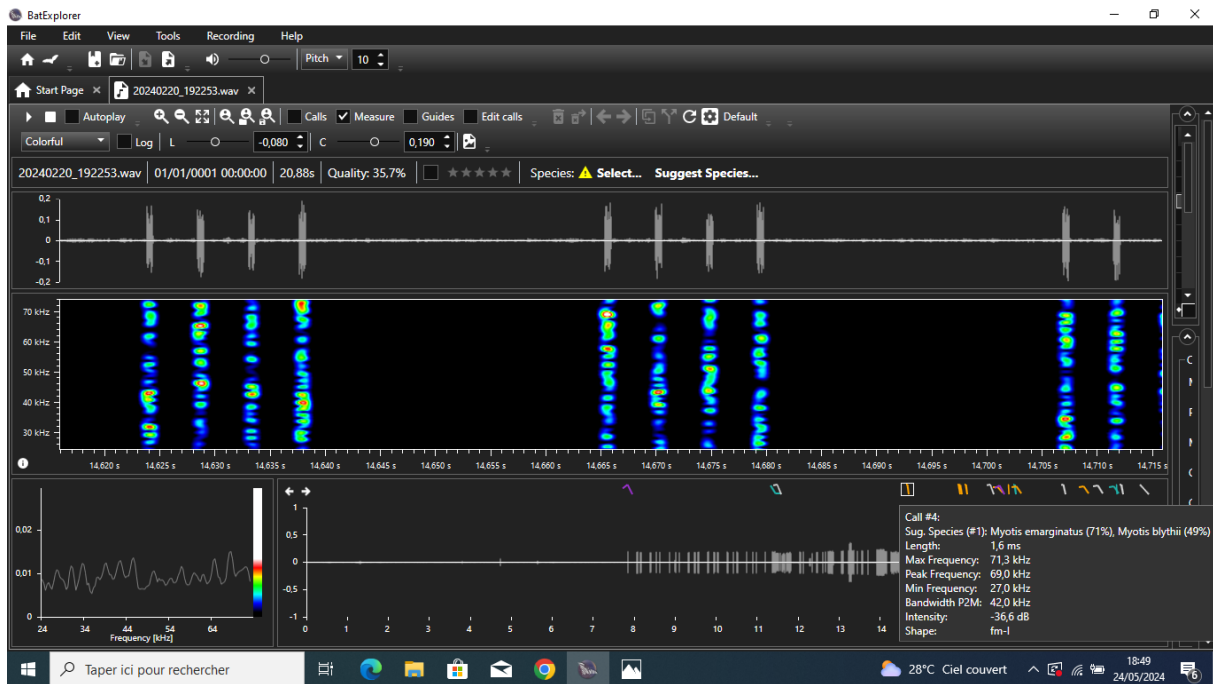 BatExplorer
File Edit View Tools Recording Help
Pitch 10
Start Page × 20240220_192253.wav ×
Autoplay Calls Measure Guides Edit calls Default
Colorful Log L -0,080 C 0,190
20240220_192253.wav 01/01/0001 00:00:00 20,88s Quality: 35,7% Species: Select... Suggest Species...
0,2
0,1
0
-0,1
-0,2
70 kHz
60 kHz
50 kHz
40 kHz
30 kHz
14,620 s 14,625 s 14,630 s 14,635 s 14,640 s 14,645 s 14,650 s 14,655 s 14,660 s 14,665 s 14,670 s 14,675 s 14,680 s 14,685 s 14,690 s 14,695 s 14,700 s 14,705 s 14,710 s 14,715 s
0,02
0,01
0
24 34 44 54 64
Frequency [kHz]
1
0,5
0
-0,5
-1
0 1 2 3 4 5 6 7 8 9 10 11 12 13 14
Call #4:
Sug. Species (#1): Myotis emarginatus (71%), Myotis blythii (49%)
Length: 1,6 ms
Max Frequency: 71,3 kHz
Peak Frequency: 69,0 kHz
Min Frequency: 27,0 kHz
Bandwidth P2M: 42,0 kHz
Intensity: -36,6 dB
Shape: fm-l
Taper ici pour rechercher
28°C Ciel couvert
18:49
24/05/2024
6